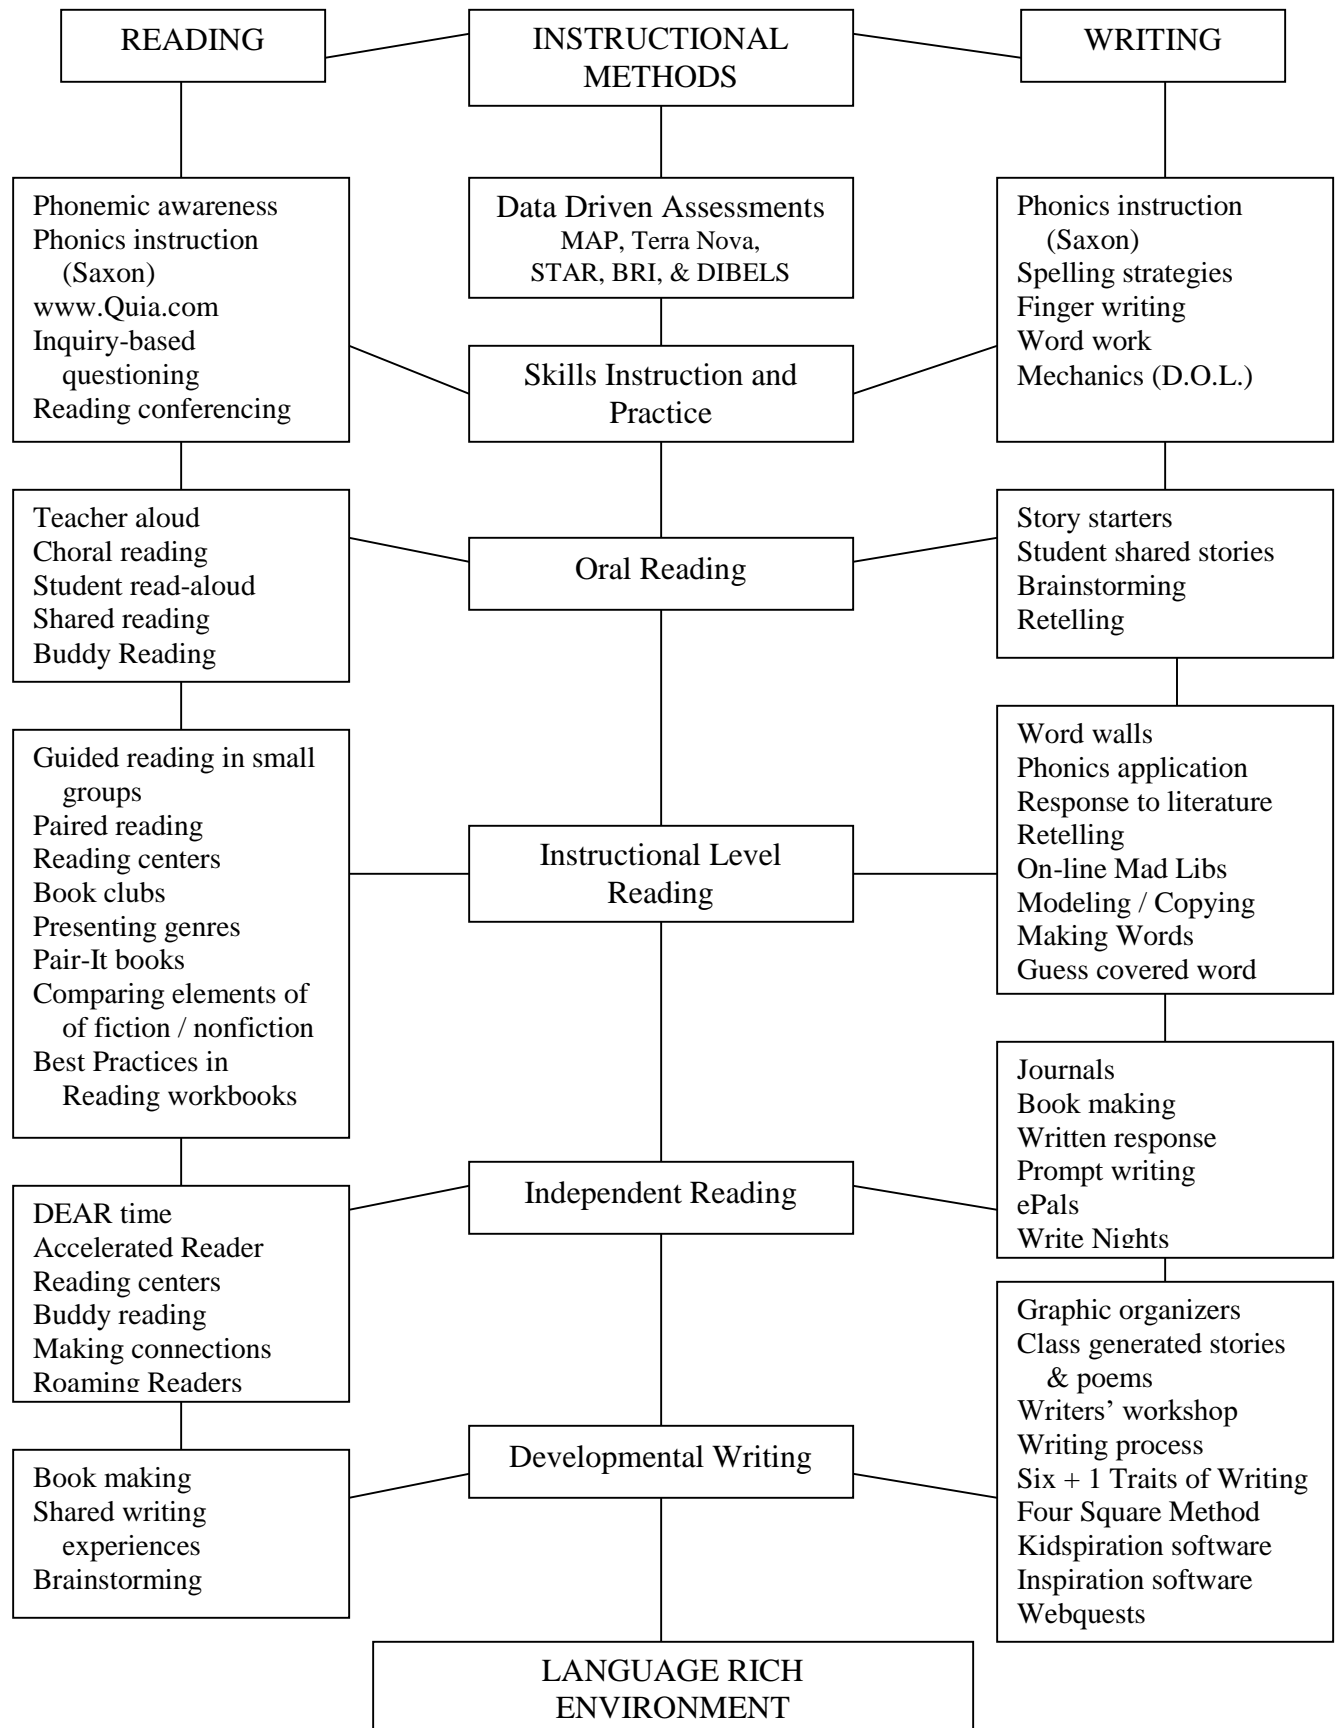 READING
INSTRUCTIONAL
METHODS
WRITING
Phonemic awareness
Phonics instruction
(Saxon)
www.Quia.com
Inquiry-based
questioning
Reading conferencing
Data Driven Assessments
MAP, Terra Nova,
STAR, BRI, & DIBELS
Phonics instruction
(Saxon)
Spelling strategies
Finger writing
Word work
Mechanics (D.O.L.)
Skills Instruction and
Practice
Teacher aloud
Choral reading
Student read-aloud
Shared reading
Buddy Reading
Oral Reading
Story starters
Student shared stories
Brainstorming
Retelling
Guided reading in small
groups
Paired reading
Reading centers
Book clubs
Presenting genres
Pair-It books
Comparing elements of
of fiction / nonfiction
Best Practices in
Reading workbooks
Instructional Level
Reading
Word walls
Phonics application
Response to literature
Retelling
On-line Mad Libs
Modeling / Copying
Making Words
Guess covered word
Journals
Book making
Written response
Prompt writing
ePals
Write Nights
Independent Reading
DEAR time
Accelerated Reader
Reading centers
Buddy reading
Making connections
Roaming Readers
Graphic organizers
Class generated stories
& poems
Writers’ workshop
Writing process
Six + 1 Traits of Writing
Four Square Method
Kidspiration software
Inspiration software
Webquests
Developmental Writing
Book making
Shared writing
experiences
Brainstorming
LANGUAGE RICH
ENVIRONMENT